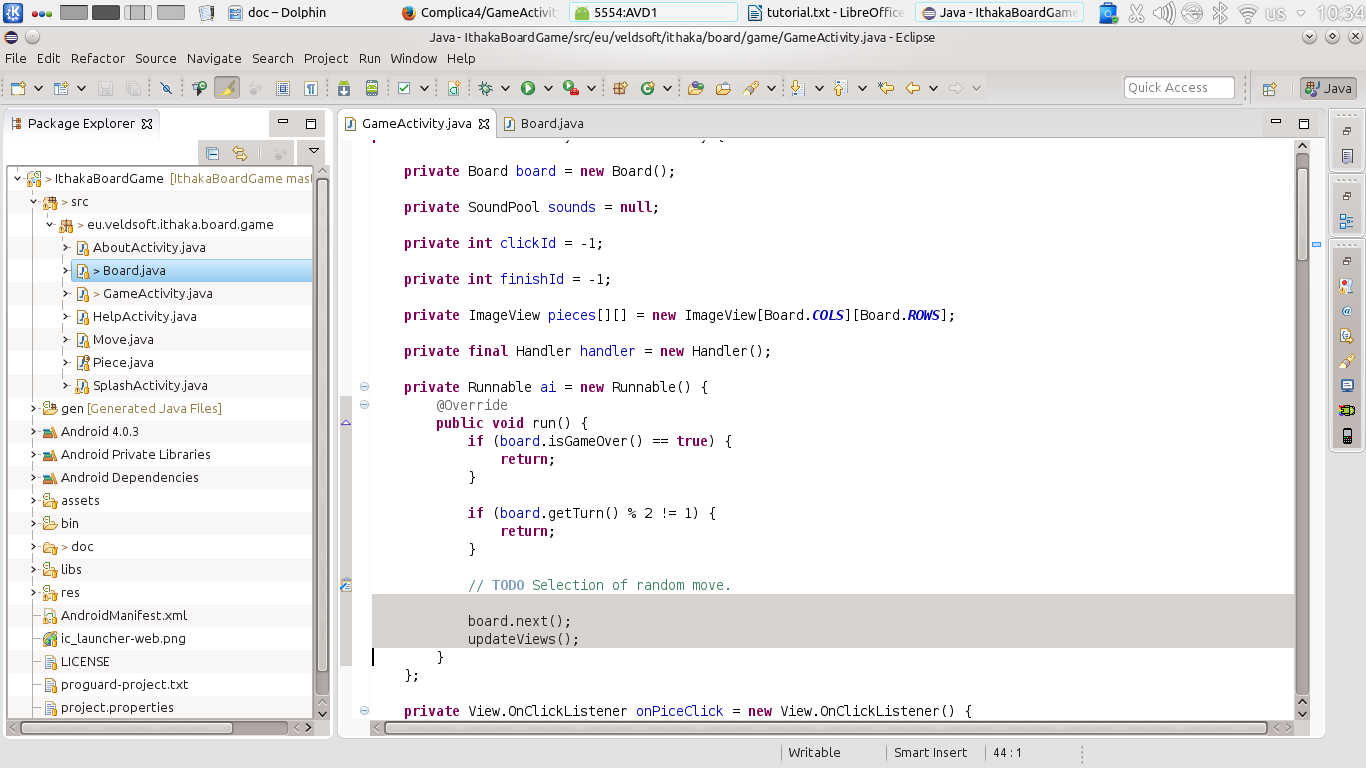 doc – Dolphin
Complica4/GameActivit
5554:AVD1
tutorial.txt - LibreOffice
Java - IthakaBoardGame
us
10:34
Java - IthakaBoardGame/src/eu/veldsoft/ithaka/board/game/GameActivity.java - Eclipse
File Edit Refactor Source Navigate Search Project Run Window Help
Quick Access
Java
Package Explorer
GameActivity.java
Board.java
> IthakaBoardGame [IthakaBoardGame mast
> src
> eu.veldsoft.ithaka.board.game
AboutActivity.java
> Board.java
> GameActivity.java
HelpActivity.java
Move.java
Piece.java
SplashActivity.java
gen [Generated Java Files]
Android 4.0.3
Android Private Libraries
Android Dependencies
assets
bin
> doc
libs
res
AndroidManifest.xml
ic_launcher-web.png
LICENSE
proguard-project.txt
project.properties
private Board board = new Board();
private SoundPool sounds = null;
private int clickId = -1;
private int finishId = -1;
private ImageView pieces[][] = new ImageView[Board.COLS][Board.ROWS];
private final Handler handler = new Handler();
private Runnable ai = new Runnable() {
@Override
public void run() {
if (board.isGameOver() == true) {
return;
}
if (board.getTurn() % 2 != 1) {
return;
}
// TODO Selection of random move.
board.next();
updateViews();
}
};
private View.OnClickListener onPiceClick = new View.OnClickListener() {
Writable
Smart Insert
44 : 1